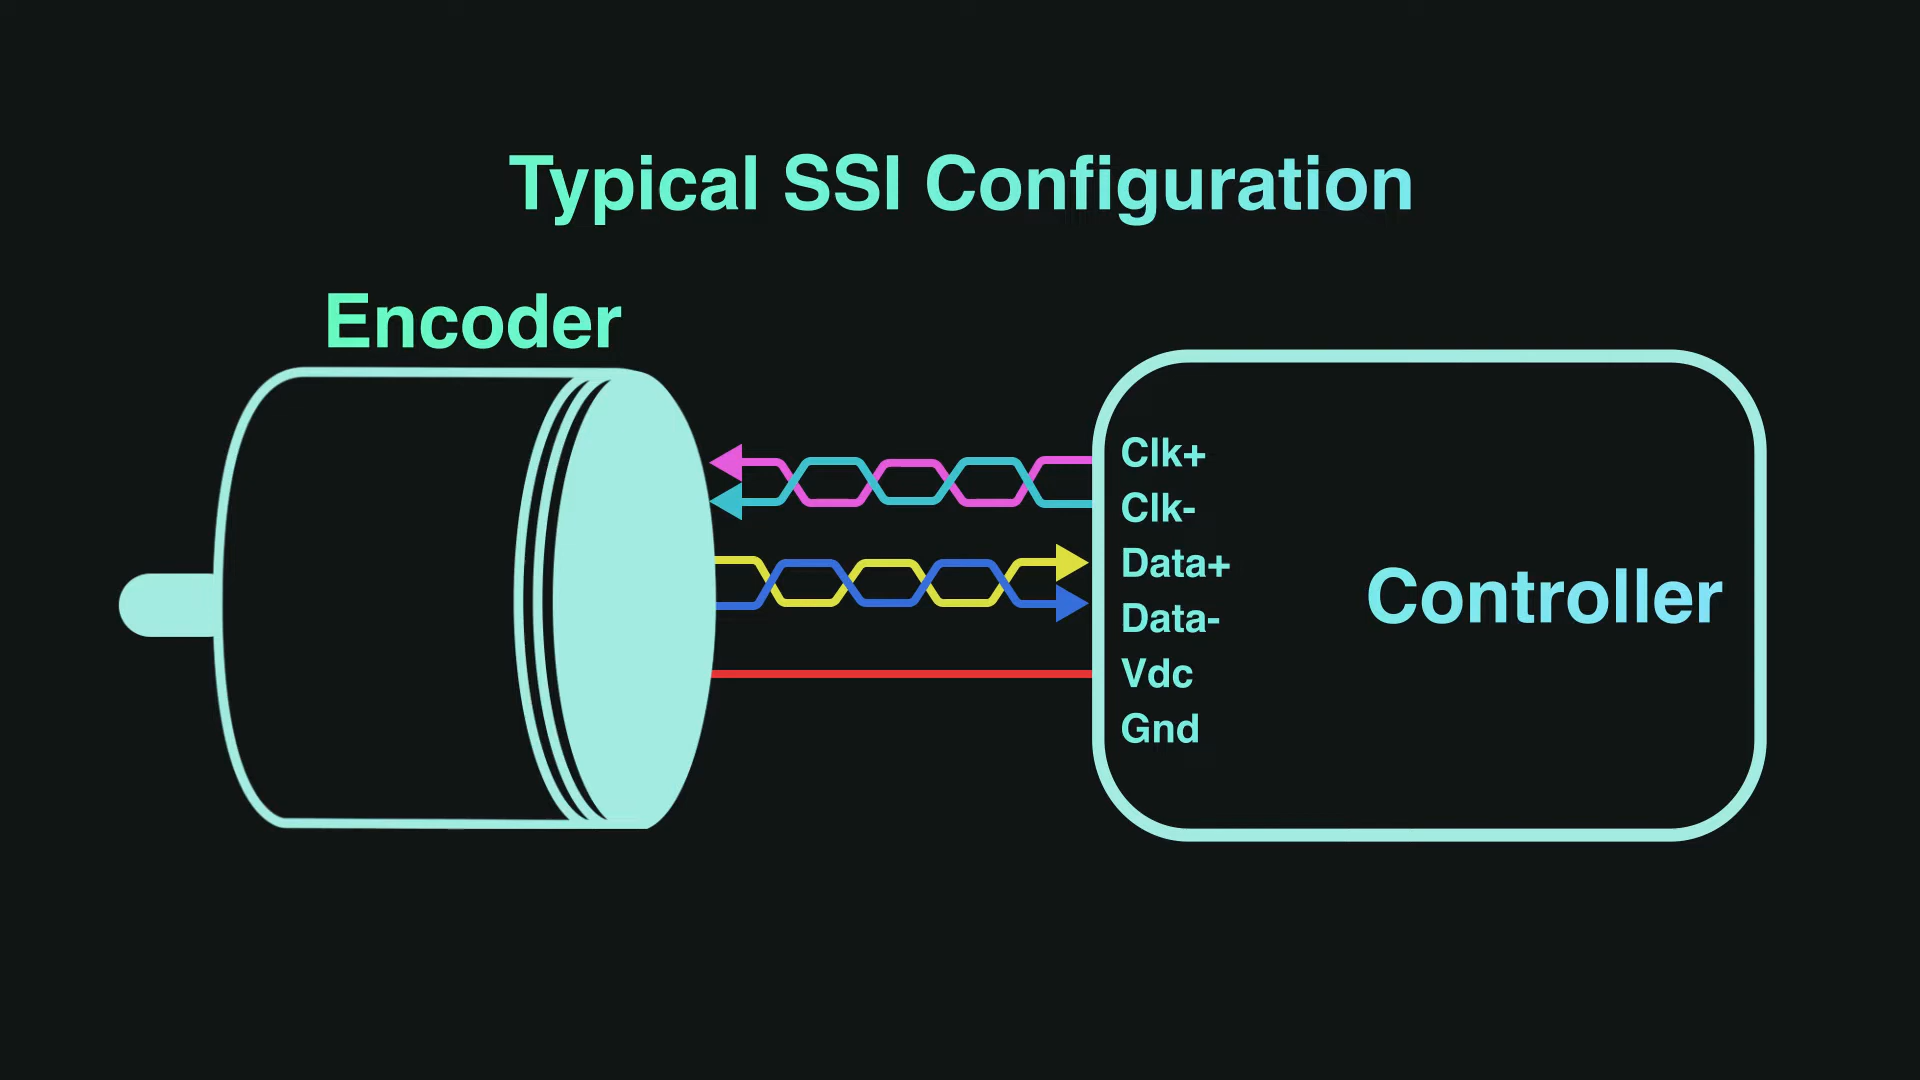 Typical SSI Configuration
Encoder
Clk+
Clk-
Data+
Data-
Vdc
Gnd
Controller